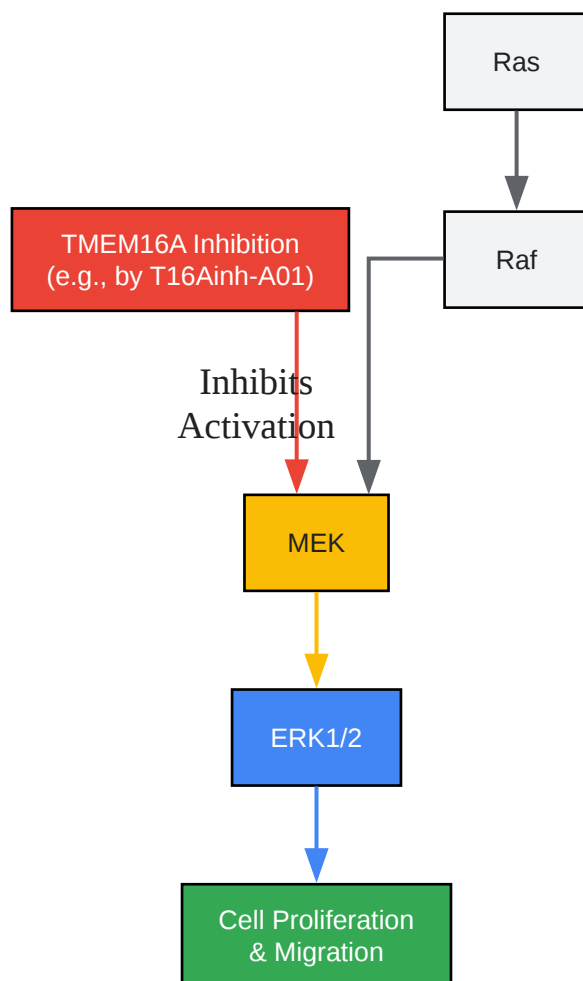 Ras
TMEM16A Inhibition
(e.g., by T16Ainh-A01)
Raf
Inhibits
Activation
MEK
ERK1/2
Cell Proliferation
& Migration